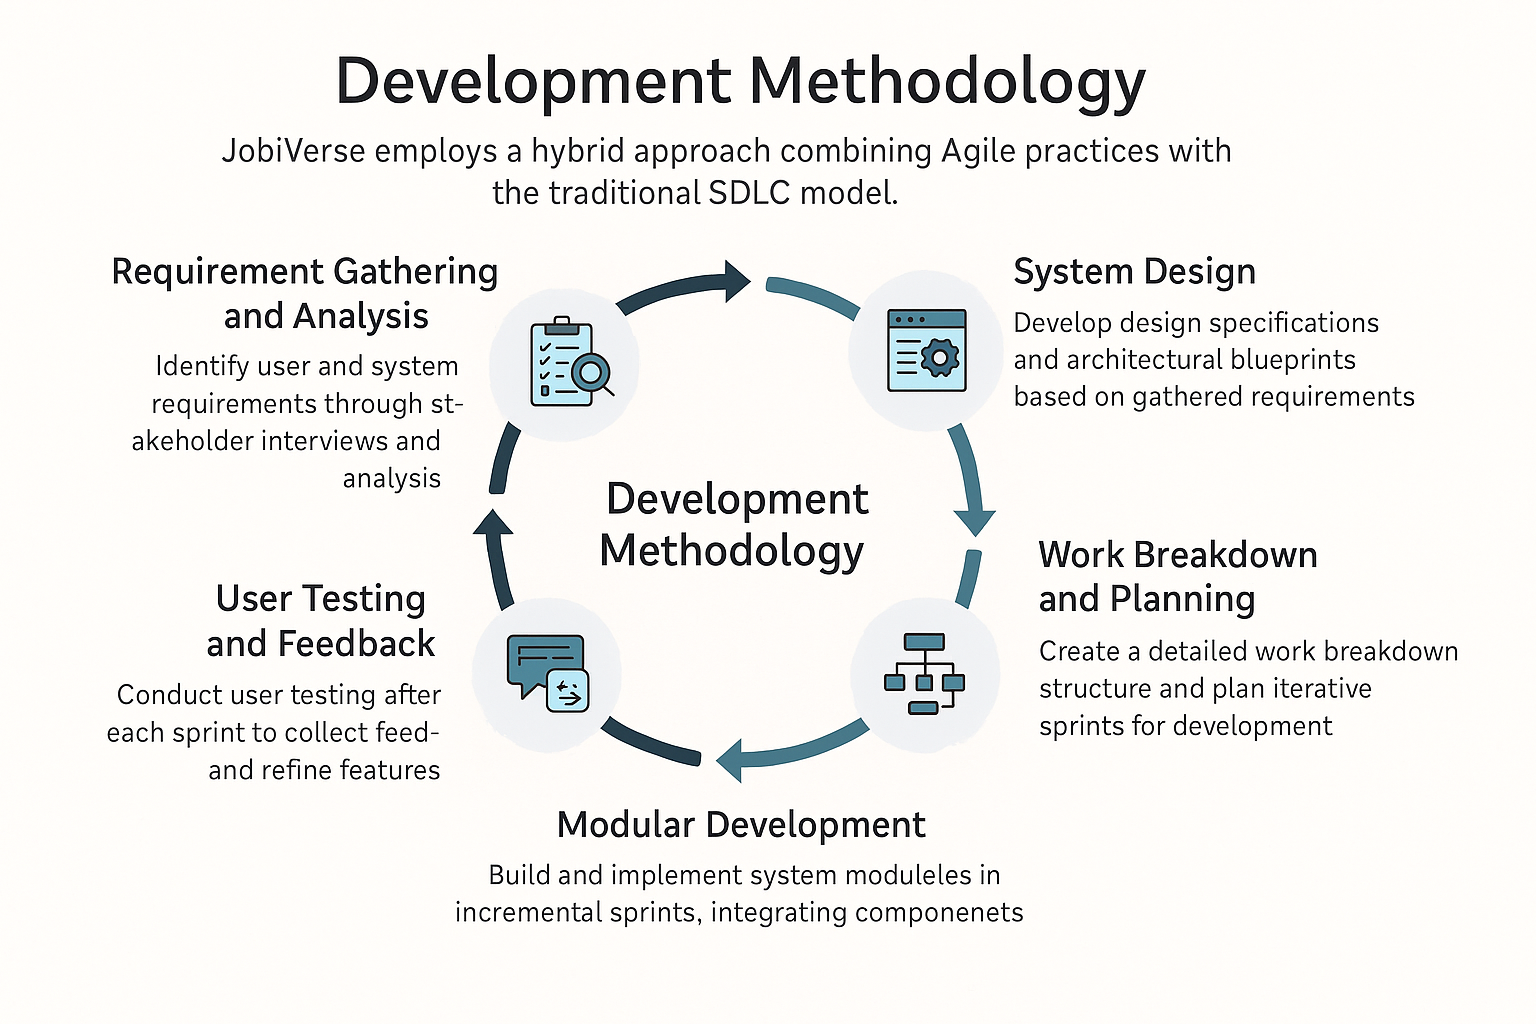 Development Methodology
JobiVerse employs a hybrid approach combining Agile practices with
the traditional SDLC model.
Requirement Gathering
and Analysis
Identify user and system
requirements through st-
akeholder interviews and
analysis
System Design
Develop design specifications
and architectural blueprints
based on gathered requirements
Development
Methodology
Work Breakdown
and Planning
Create a detailed work breakdown
structure and plan iterative
sprints for development
User Testing
and Feedback
Conduct user testing after
each sprint to collect feed-
and refine features
Modular Development
Build and implement system moduleles in
incremental sprints, integrating componenets